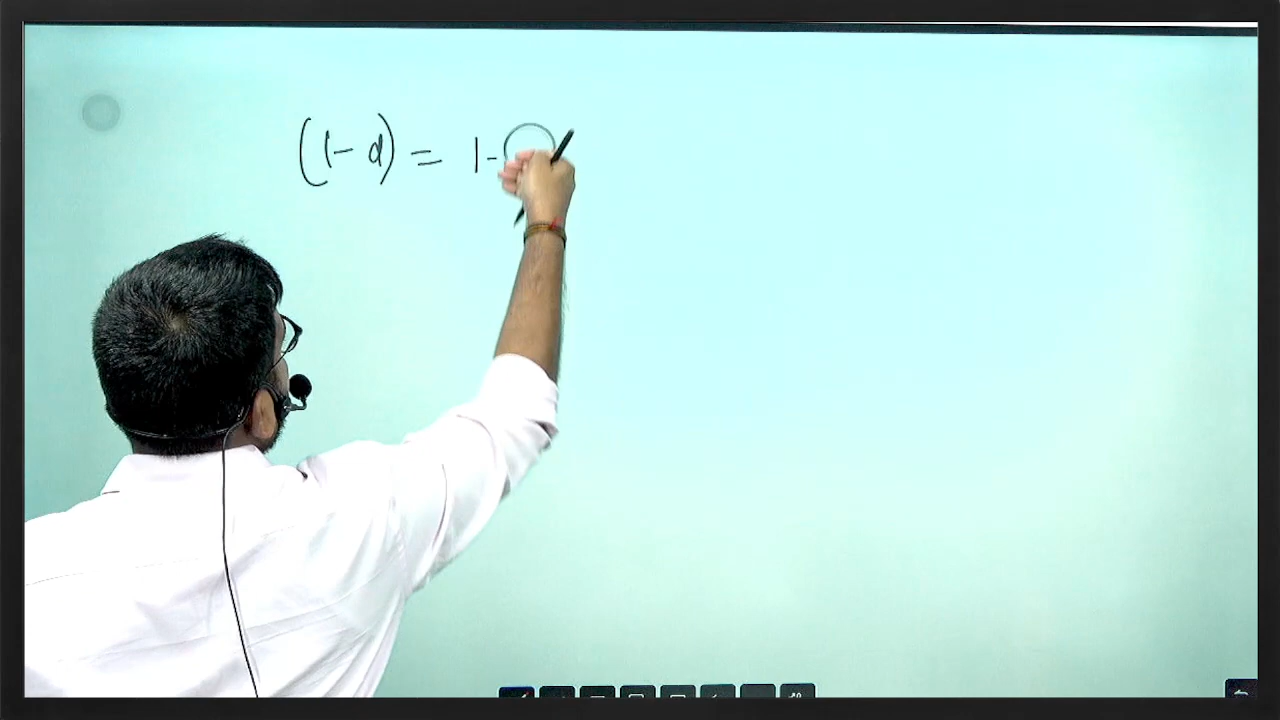 (1-d) = 1-